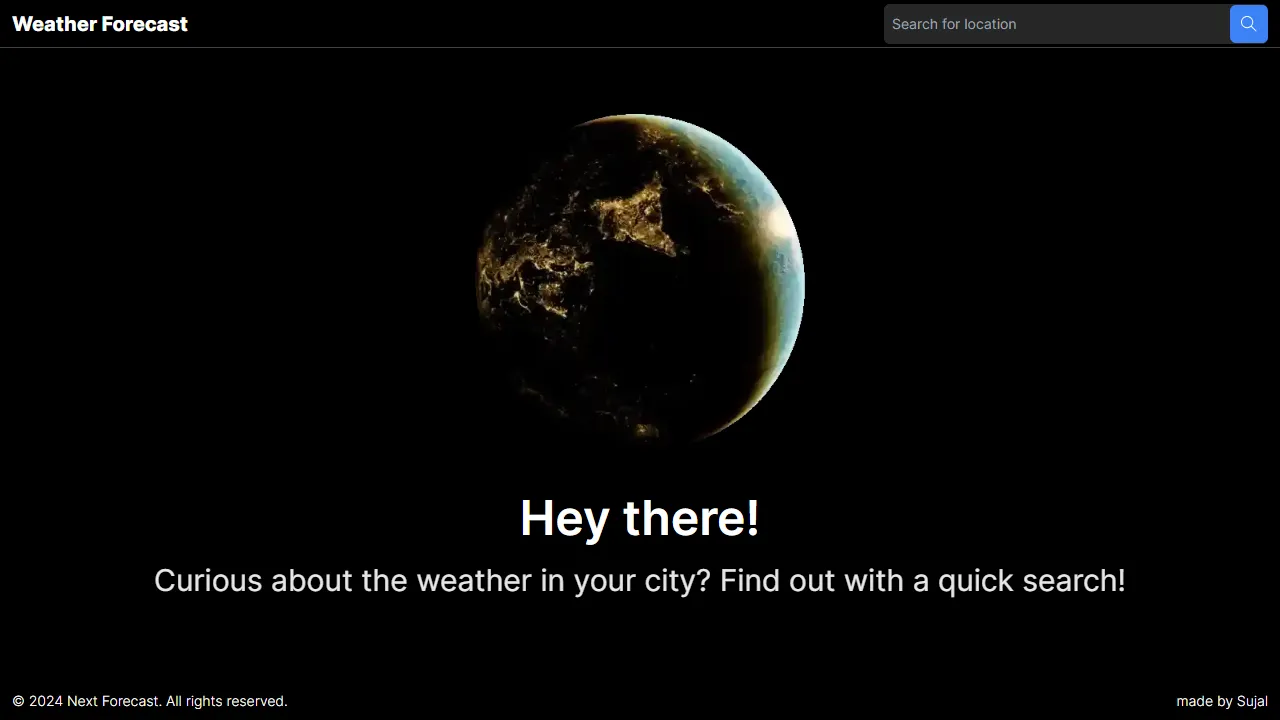 Weather Forecast
Search for location
Hey there!
Curious about the weather in your city? Find out with a quick search!
© 2024 Next Forecast. All rights reserved.
made by Sujal